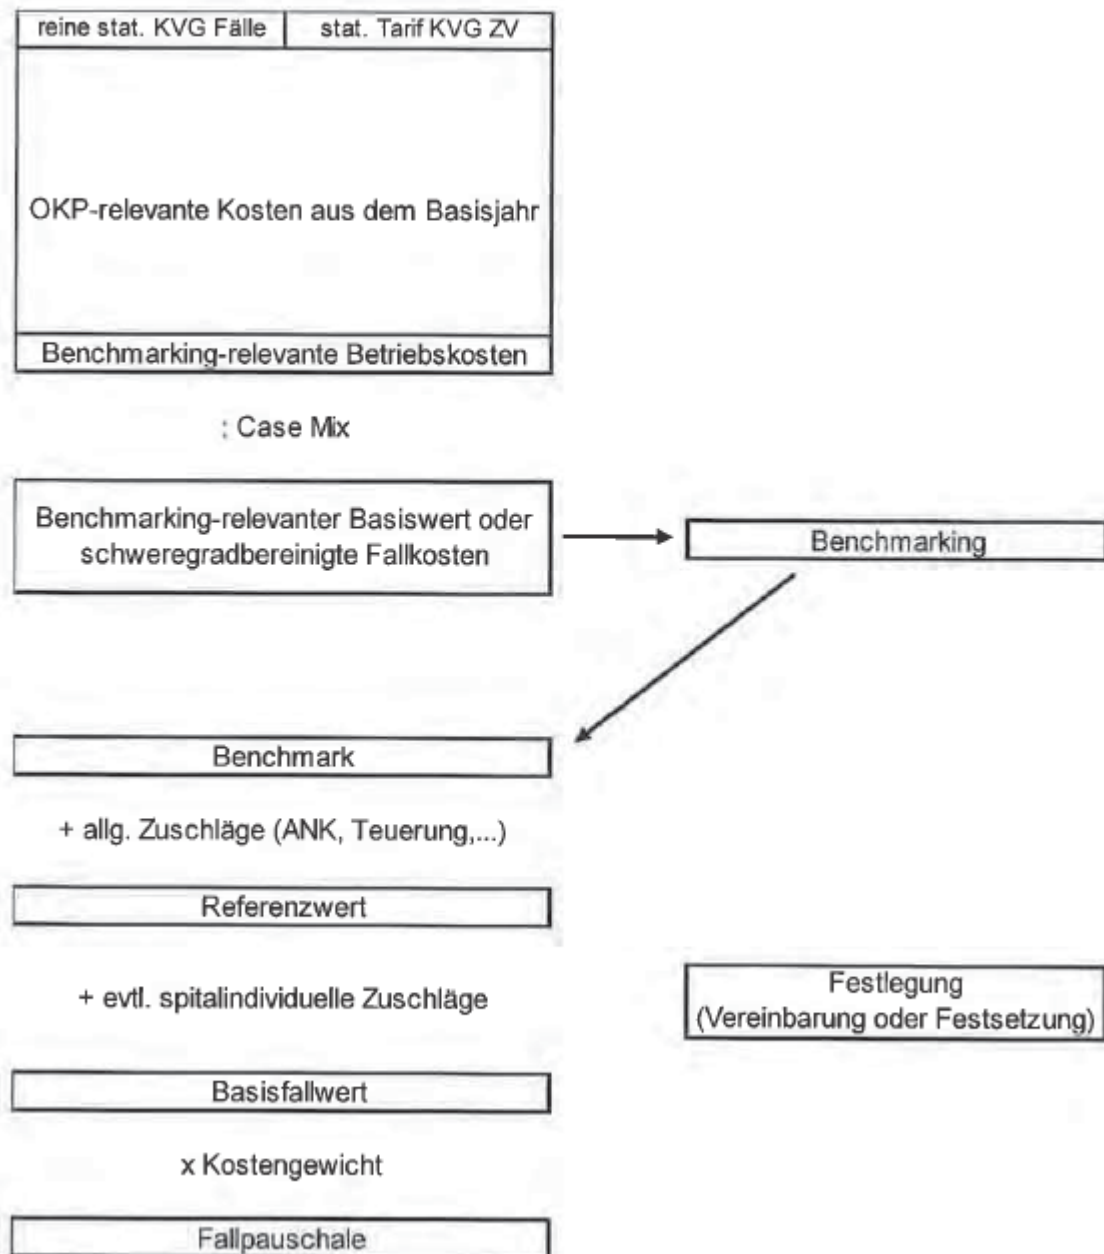 reine stat. KVG Fälle
stat. Tarif KVG ZV
OKP-relevante Kosten aus dem Basisjahr
Benchmarking-relevante Betriebskosten
: Case Mix
Benchmarking-relevanter Basiswert oder
schweregradbereinigte Fallkosten
Benchmarking
Benchmark
+ allg. Zuschläge (ANK, Teuerung,...)
Referenzwert
+ evtl. spitalindividuelle Zuschläge
Festlegung
(Vereinbarung oder Festsetzung)
Basisfallwert
x Kostengewicht
Fallpauschale